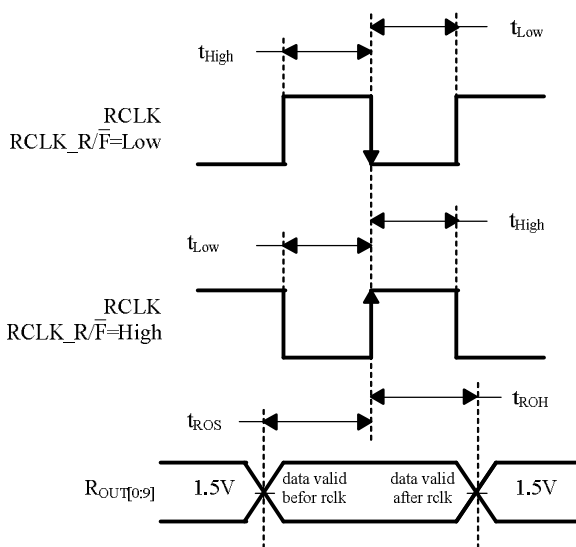 tHigh
tLow
RCLK
RCLK_R/F̅=Low
tLow
tHigh
RCLK
RCLK_R/F̅=High
tROS
tROH
ROUT[0:9]
1.5V
data valid
befor rclk
data valid
after rclk
1.5V